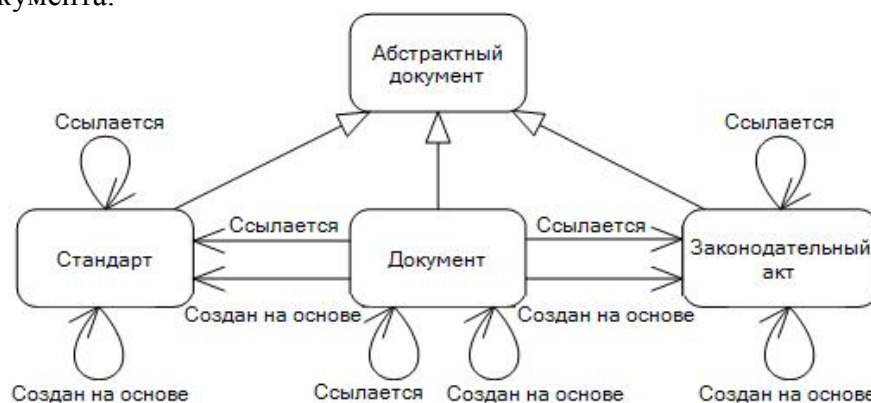 кумента.
Абстрактный
документ
Ссылается
Ссылается
Ссылается
Ссылается
Стандарт
Документ
Законодательный
акт
Создан на основе
Создан на основе
Создан на основе
Ссылается
Создан на основе
Создан на основе